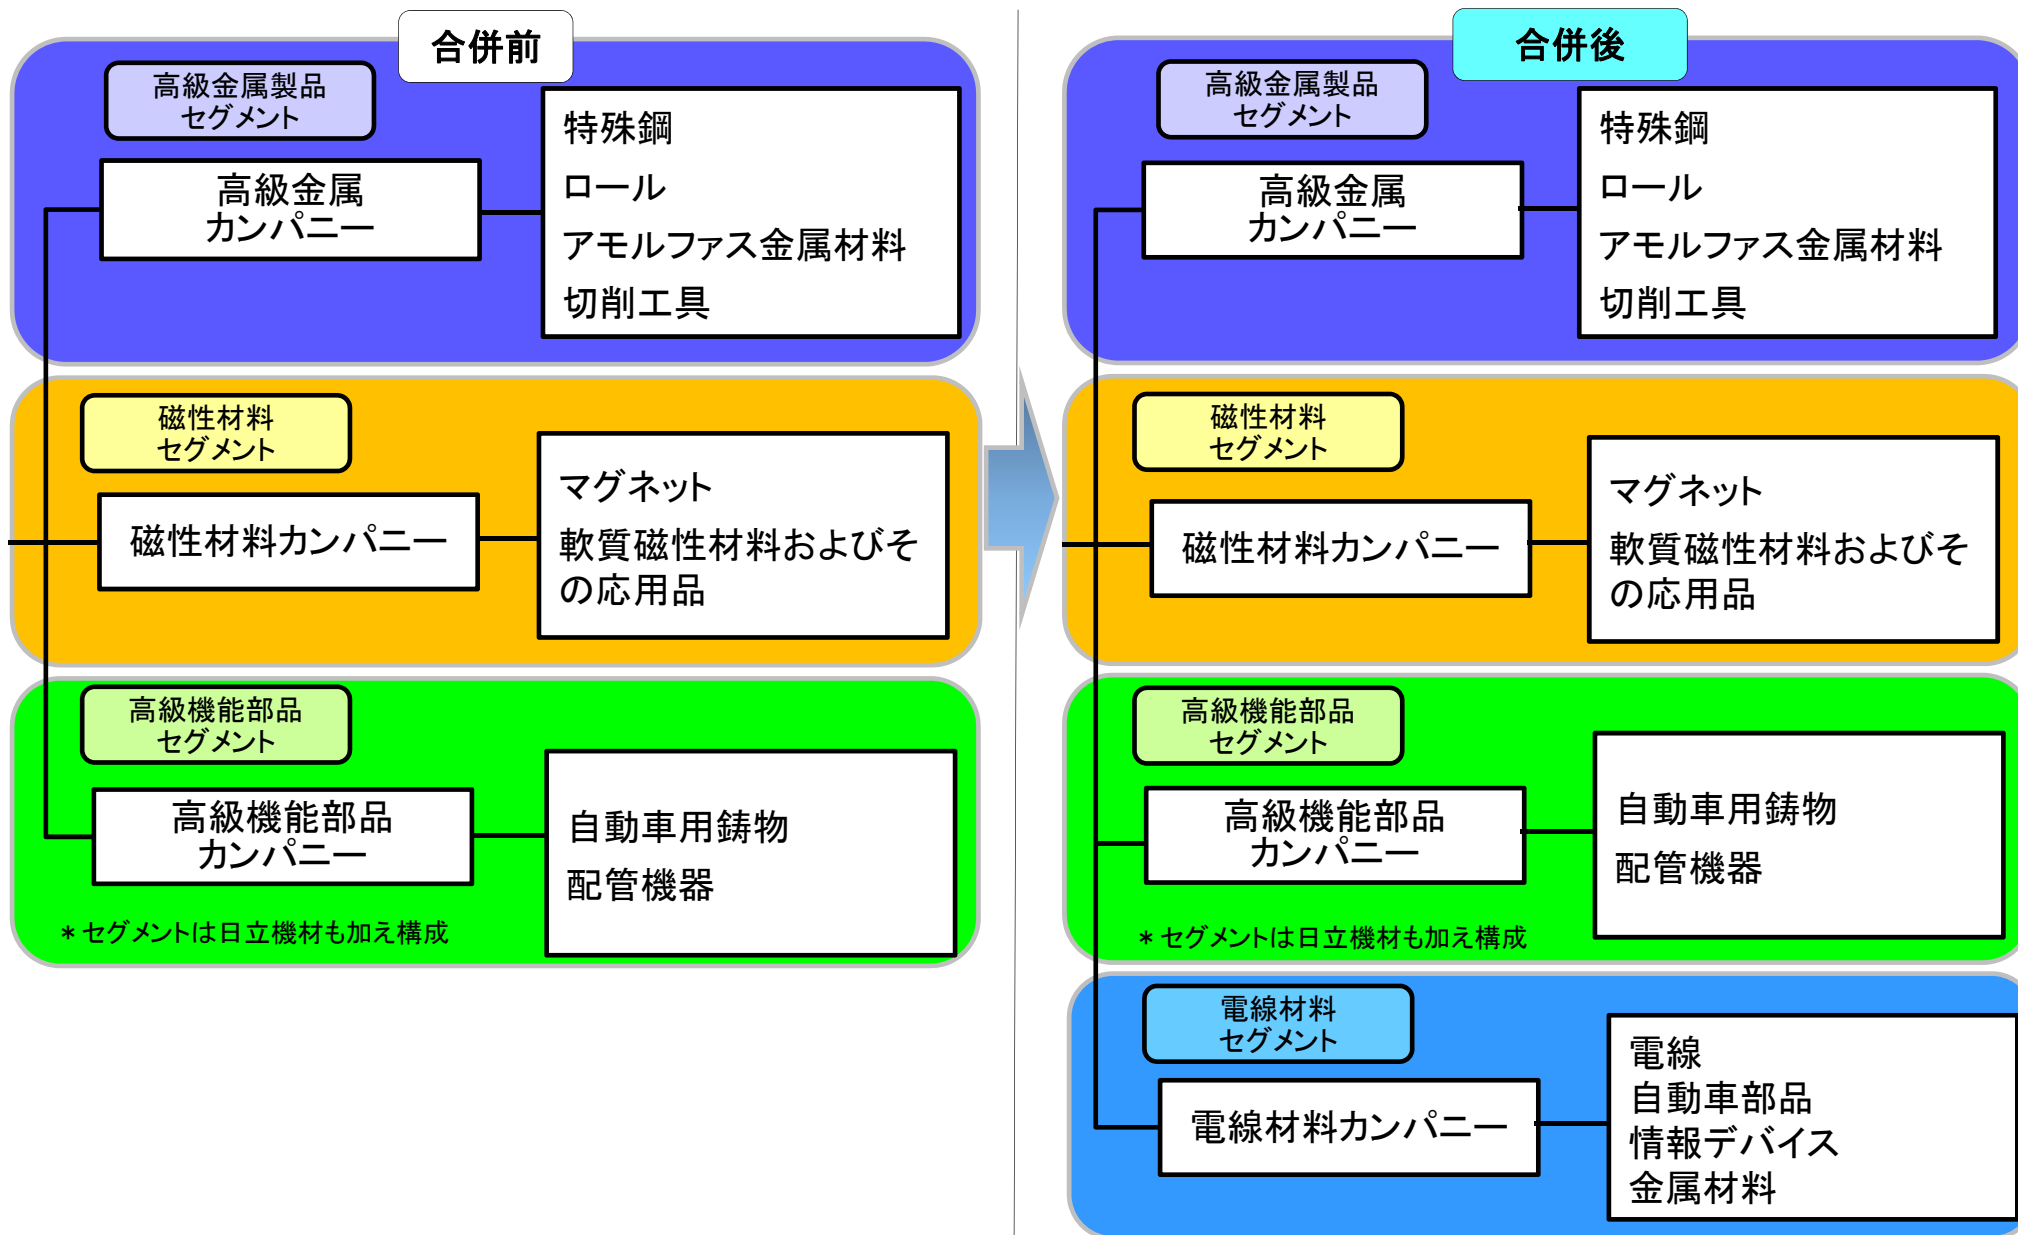 合併前
高級金属製品
セグメント
高級金属
カンパニー
特殊鋼
ロール
アモルファス金属材料
切削工具
磁性材料
セグメント
磁性材料カンパニー
マグネット
軟質磁性材料およびそ
の応用品
高級機能部品
セグメント
高級機能部品
カンパニー
自動車用鋳物
配管機器
＊セグメントは日立機材も加え構成
合併後
高級金属製品
セグメント
高級金属
カンパニー
特殊鋼
ロール
アモルファス金属材料
切削工具
磁性材料
セグメント
磁性材料カンパニー
マグネット
軟質磁性材料およびそ
の応用品
高級機能部品
セグメント
高級機能部品
カンパニー
自動車用鋳物
配管機器
＊セグメントは日立機材も加え構成
電線材料
セグメント
電線材料カンパニー
電線
自動車部品
情報デバイス
金属材料